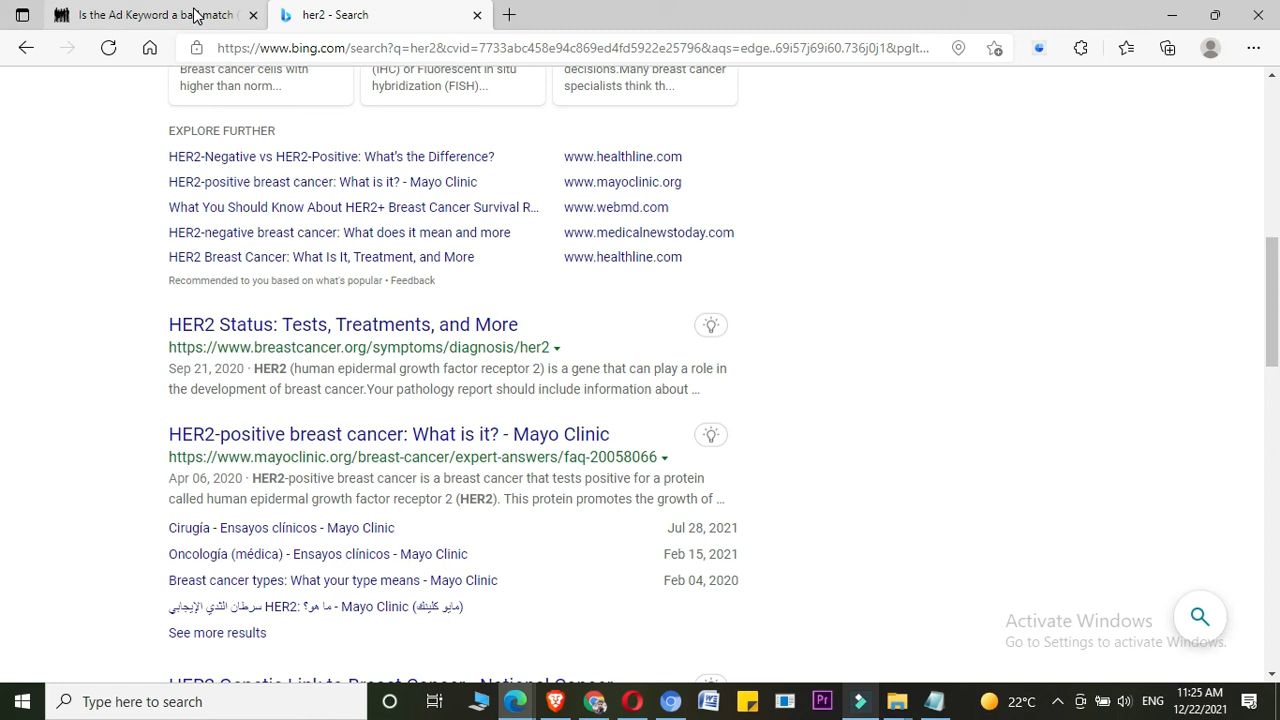 Is the Ad Keyword a bad match (
her2 - Search
https://www.bing.com/search?q=her2&cvid=7733abc458e94c869ed4fd5922e25796&aqs=edge..69i57j69i60.736j0j1&pglt...
Breast cancer cells with
higher than norm...
(IHC) or Fluorescent in situ
hybridization (FISH)...
decisions.Many breast cancer
specialists think th...
EXPLORE FURTHER
HER2-Negative vs HER2-Positive: What's the Difference? www.healthline.com
HER2-positive breast cancer: What is it? - Mayo Clinic www.mayoclinic.org
What You Should Know About HER2+ Breast Cancer Survival R... www.webmd.com
HER2-negative breast cancer: What does it mean and more www.medicalnewstoday.com
HER2 Breast Cancer: What Is It, Treatment, and More www.healthline.com
Recommended to you based on what's popular • Feedback
HER2 Status: Tests, Treatments, and More
https://www.breastcancer.org/symptoms/diagnosis/her2
Sep 21, 2020 · HER2 (human epidermal growth factor receptor 2) is a gene that can play a role in
the development of breast cancer.Your pathology report should include information about ...
HER2-positive breast cancer: What is it? - Mayo Clinic
https://www.mayoclinic.org/breast-cancer/expert-answers/faq-20058066
Apr 06, 2020 · HER2-positive breast cancer is a breast cancer that tests positive for a protein
called human epidermal growth factor receptor 2 (HER2). This protein promotes the growth of ...
Cirugía - Ensayos clínicos - Mayo Clinic Jul 28, 2021
Oncología (médica) - Ensayos clínicos - Mayo Clinic Feb 15, 2021
Breast cancer types: What your type means - Mayo Clinic Feb 04, 2020
سرطان الثدي الإيجابي HER2: ما هو؟ - Mayo Clinic (مايو كلينك)
See more results
HER2 Genetic Link to Breast Cancer - National Cancer
Activate Windows
Go to Settings to activate Windows.
Type here to search
22°C
ENG
11:25 AM
12/22/2021